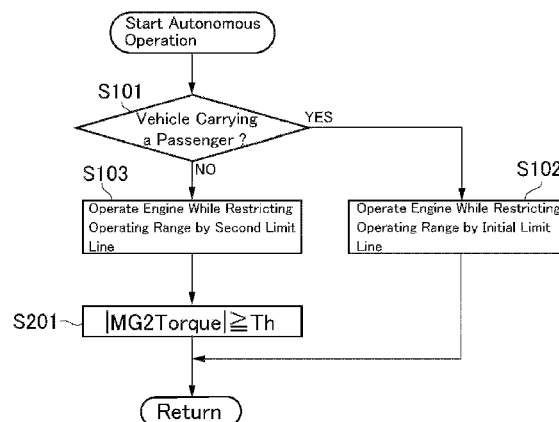 Start Autonomous
Operation
S101
Vehicle Carrying
a Passenger ?
YES
NO
S103
Operate Engine While Restricting
Operating Range by Second Limit
Line
S102
Operate Engine While Restricting
Operating Range by Initial Limit
Line
S201
|MG2Torque|≧Th
Return